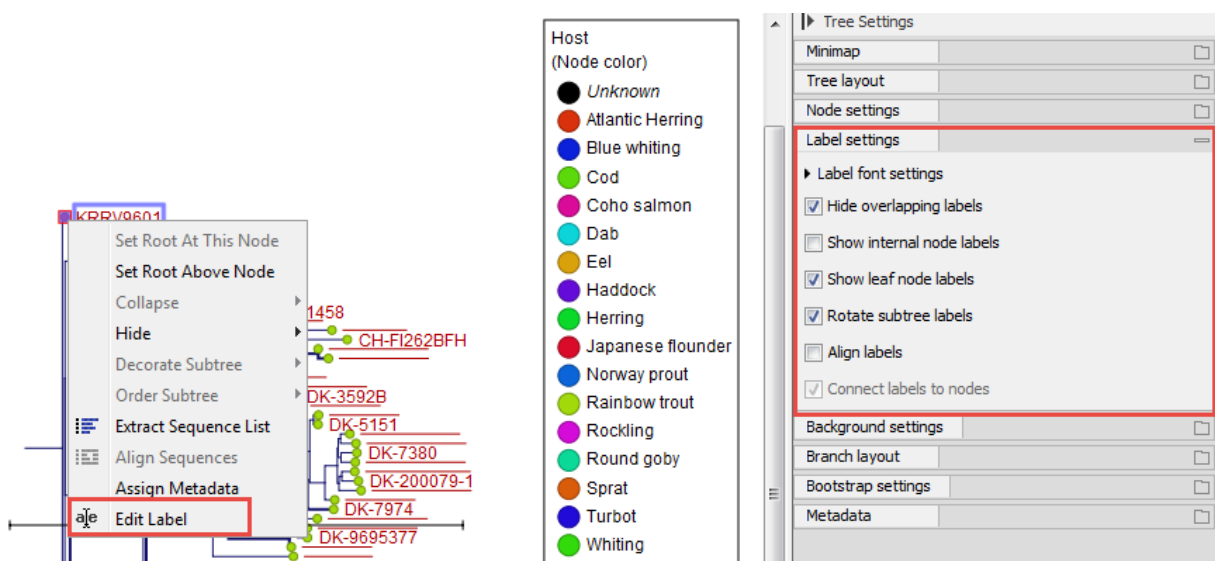 KRRV9601
Set Root At This Node
Set Root Above Node
Collapse
Hide
Decorate Subtree
Order Subtree
Extract Sequence List
Align Sequences
Assign Metadata
Edit Label
1458
CH-FI262BFH
DK-3592B
DK-5151
DK-7380
DK-200079-1
DK-7974
DK-9695377
Host
(Node color)
Unknown
Atlantic Herring
Blue whiting
Cod
Coho salmon
Dab
Eel
Haddock
Herring
Japanese flounder
Norway prout
Rainbow trout
Rockling
Round goby
Sprat
Turbot
Whiting
Tree Settings
Minimap
Tree layout
Node settings
Label settings
Label font settings
Hide overlapping labels
Show internal node labels
Show leaf node labels
Rotate subtree labels
Align labels
Connect labels to nodes
Background settings
Branch layout
Bootstrap settings
Metadata